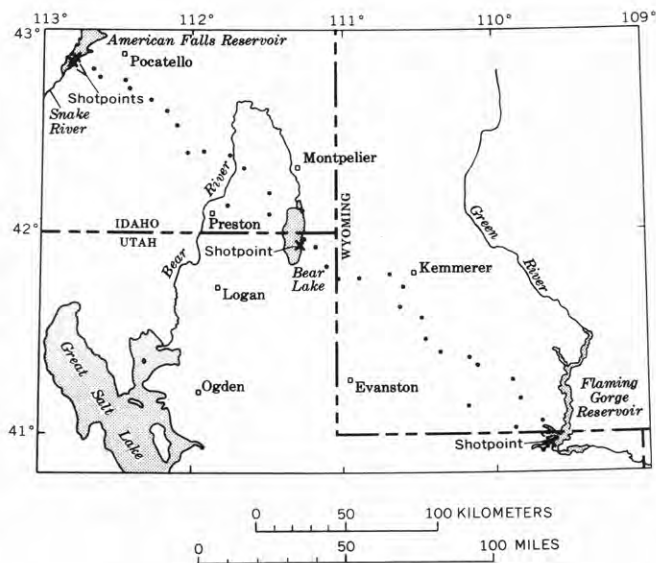 113° 112° 111° 110° 109°
43°
American Falls Reservoir
Pocatello
Shotpoints
Snake
River
Montpelier
River
Green
River
WYOMING
Preston
42°
IDAHO
UTAH
Shotpoint
Bear
Bear
Lake
Kemmerer
Logan
Great
Salt
Lake
Ogden
Evanston
Flaming
Gorge
Reservoir
41°
Shotpoint
0 50 100 KILOMETERS
0 50 100 MILES